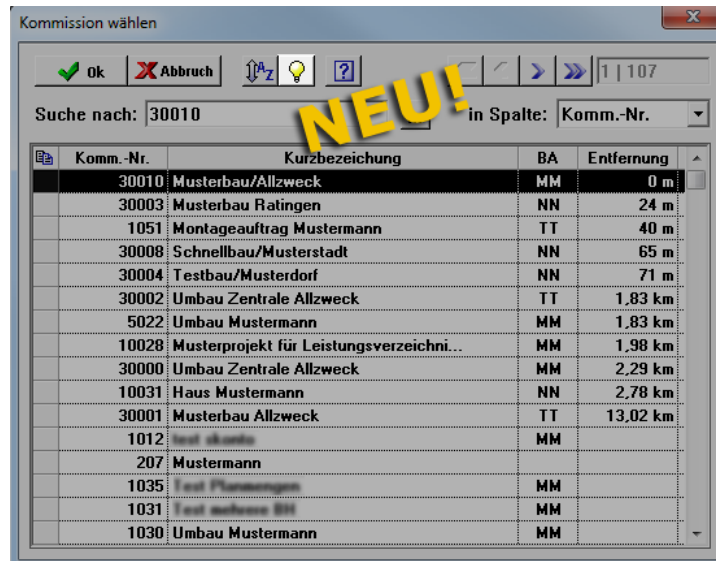 Kommission wählen
Ok Abbruch 1 | 107
NEU!
Suche nach: 30010 in Spalte: Komm.-Nr.
Komm.-Nr. Kurzbezeichung BA Entfernung
30010 Musterbau/Allzweck MM 0 m
30003 Musterbau Ratingen NN 24 m
1051 Montageauftrag Mustermann TT 40 m
30008 Schnellbau/Musterstadt NN 65 m
30004 Testbau/Musterdorf NN 71 m
30002 Umbau Zentrale Allzweck TT 1,83 km
5022 Umbau Mustermann MM 1,83 km
10028 Musterprojekt für Leistungsverzeichni... MM 1,98 km
30000 Umbau Zentrale Allzweck MM 2,29 km
10031 Haus Mustermann NN 2,78 km
30001 Musterbau Allzweck TT 13,02 km
1012 MM
207 Mustermann
1035 MM
1031 MM
1030 Umbau Mustermann MM